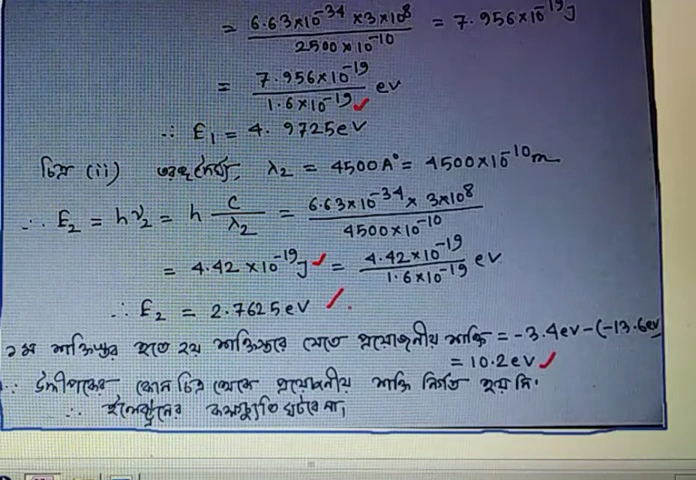 = 6.63×10⁻³⁴ ×3×10⁸ / 2500×10⁻¹⁰ = 7.956×10⁻¹⁹J
= 7.956×10⁻¹⁹ / 1.6×10⁻¹⁹ ev
∴ E₁ = 4.9725ev
চিত্র (ii) তরঙ্গদৈর্ঘ্য, λ₂ = 4500A° = 4500×10⁻¹⁰m
∴ E₂ = hν₂ = h c/λ₂ = 6.63×10⁻³⁴ × 3×10⁸ / 4500×10⁻¹⁰
= 4.42×10⁻¹⁹J = 4.42×10⁻¹⁹ / 1.6×10⁻¹⁹ ev
∴ E₂ = 2.7625ev
১ম শক্তিস্তর হতে ২য় শক্তিস্তরে যেতে প্রয়োজনীয় শক্তি = -3.4ev-(-13.6ev
= 10.2ev
∴ উদ্দীপকের কোন চিত্র থেকে প্রয়োজনীয় শক্তি নির্গত হয় নি।
∴ ইলেকট্রনের কক্ষচ্যুতি ঘটবে না।